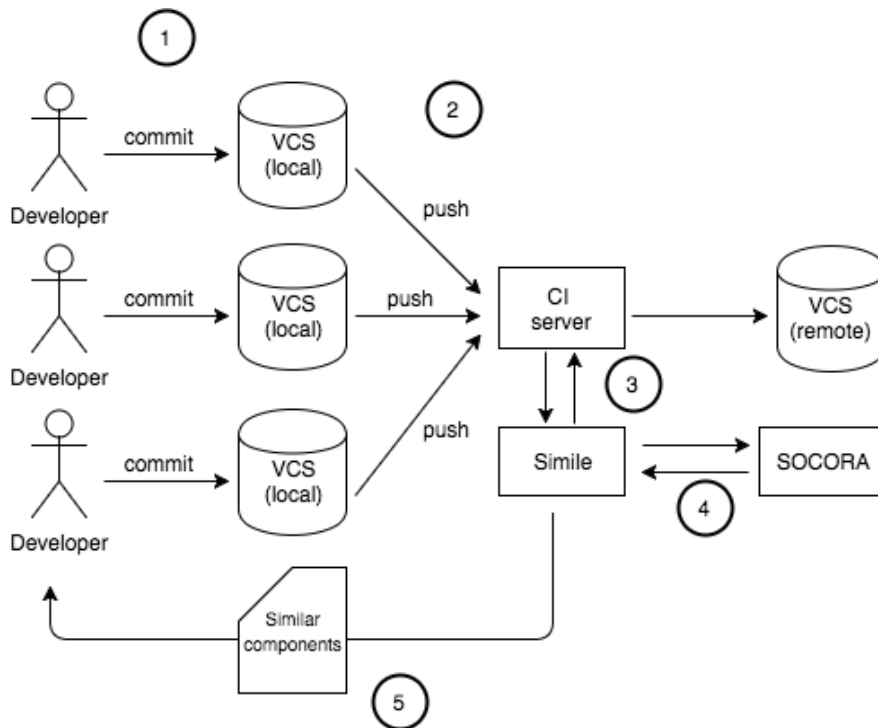 1
2
commit
VCS
(local)
push
Developer
commit
VCS
(local)
push
CI
server
VCS
(remote)
Developer
3
commit
VCS
(local)
push
Simile
SOCORA
4
Developer
Similar
components
5